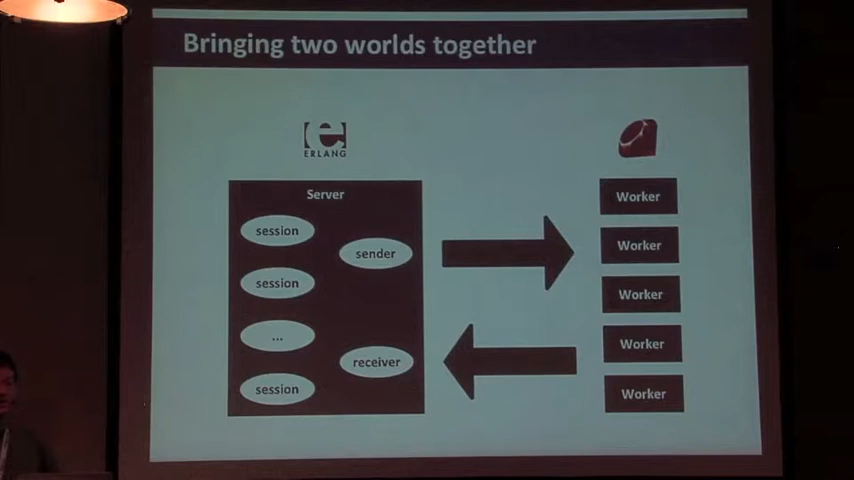 Bringing two worlds together
e
ERLANG
Server
session
sender
session
...
receiver
session
Worker
Worker
Worker
Worker
Worker